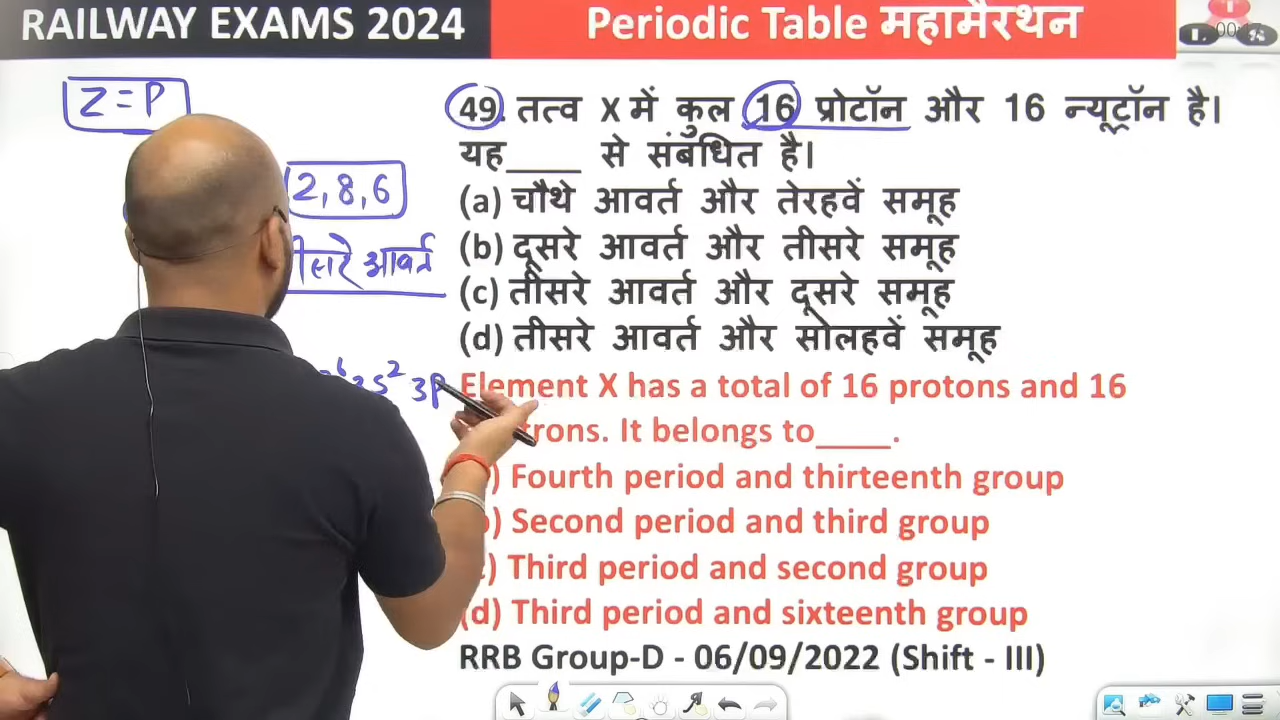 RAILWAY EXAMS 2024
Periodic Table महामैरथन
Z = P
49. तत्व X में कुल 16 प्रोटॉन और 16 न्यूट्रॉन है।
यह____ से संबंधित है।
2,8,6
(a) चौथे आवर्त और तेरहवें समूह
(b) दूसरे आवर्त और तीसरे समूह
आवर्त
(c) तीसरे आवर्त और दूसरे समूह
(d) तीसरे आवर्त और सोलहवें समूह
3s² 3p
Element X has a total of 16 protons and 16
trons. It belongs to____.
) Fourth period and thirteenth group
) Second period and third group
) Third period and second group
(d) Third period and sixteenth group
RRB Group-D - 06/09/2022 (Shift - III)